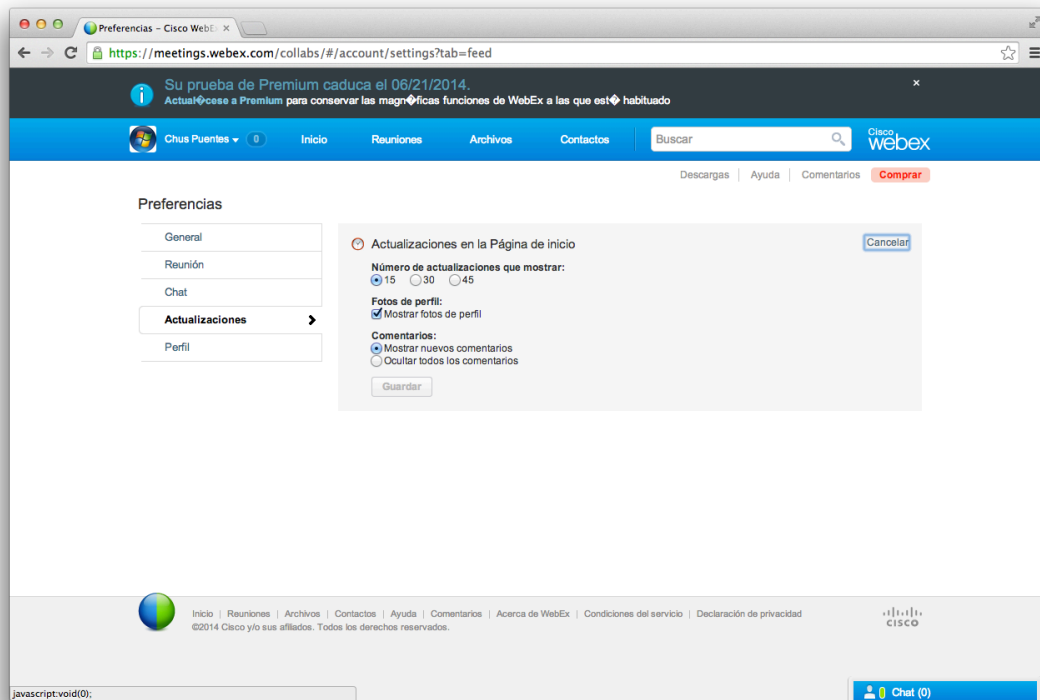 Preferencias – Cisco WebE
https://meetings.webex.com/collabs/#/account/settings?tab=feed
Su prueba de Premium caduca el 06/21/2014.
Actual�cese a Premium para conservar las magn�ficas funciones de WebEx a las que est� habituado
Chus Puentes 0 Inicio Reuniones Archivos Contactos Buscar Cisco webex
Descargas Ayuda Comentarios Comprar
Preferencias
General
Reunión
Chat
Actualizaciones
Perfil
Actualizaciones en la Página de inicio Cancelar
Número de actualizaciones que mostrar:
15 30 45
Fotos de perfil:
Mostrar fotos de perfil
Comentarios:
Mostrar nuevos comentarios
Ocultar todos los comentarios
Guardar
Inicio | Reuniones | Archivos | Contactos | Ayuda | Comentarios | Acerca de WebEx | Condiciones del servicio | Declaración de privacidad
©2014 Cisco y/o sus afiliados. Todos los derechos reservados.
CISCO
javascript:void(0);
Chat (0)